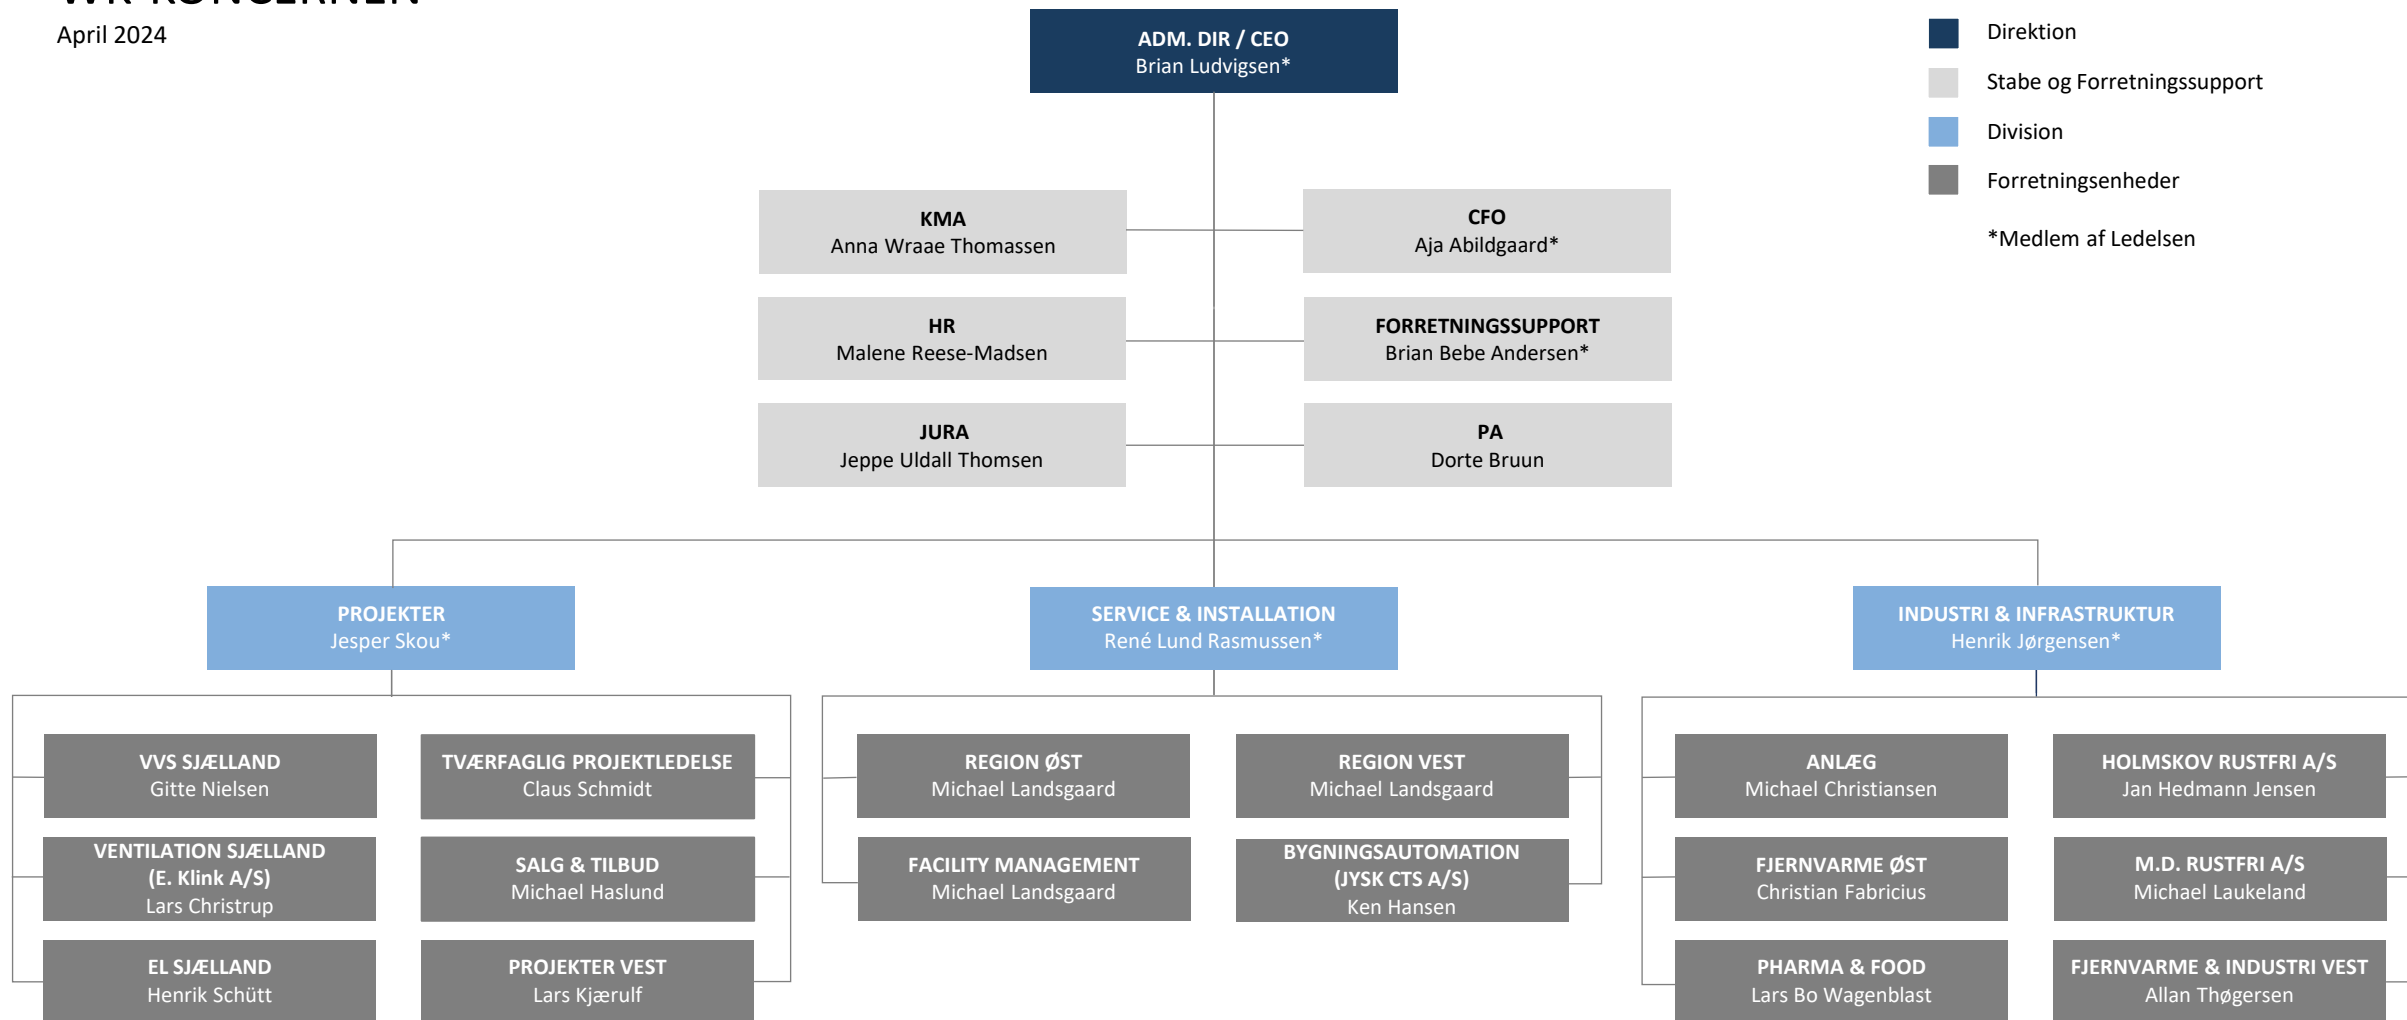 WR-KONCERNEN
April 2024
ADM. DIR / CEO
Brian Ludvigsen*
Direktion
Stabe og Forretningssupport
Division
Forretningsenheder
*Medlem af Ledelsen
KMA
Anna Wraae Thomassen
CFO
Aja Abildgaard*
HR
Malene Reese-Madsen
FORRETNINGSSUPPORT
Brian Bebe Andersen*
JURA
Jeppe Uldall Thomsen
PA
Dorte Bruun
PROJEKTER
Jesper Skou*
SERVICE & INSTALLATION
René Lund Rasmussen*
INDUSTRI & INFRASTRUKTUR
Henrik Jørgensen*
VVS SJÆLLAND
Gitte Nielsen
TVÆRFAGLIG PROJEKTLEDELSE
Claus Schmidt
VENTILATION SJÆLLAND
(E. Klink A/S)
Lars Christrup
SALG & TILBUD
Michael Haslund
EL SJÆLLAND
Henrik Schütt
PROJEKTER VEST
Lars Kjærulf
REGION ØST
Michael Landsgaard
REGION VEST
Michael Landsgaard
FACILITY MANAGEMENT
Michael Landsgaard
BYGNINGSAUTOMATION
(JYSK CTS A/S)
Ken Hansen
ANLÆG
Michael Christiansen
HOLMSKOV RUSTFRI A/S
Jan Hedmann Jensen
FJERNVARME ØST
Christian Fabricius
M.D. RUSTFRI A/S
Michael Laukeland
PHARMA & FOOD
Lars Bo Wagenblast
FJERNVARME & INDUSTRI VEST
Allan Thøgersen